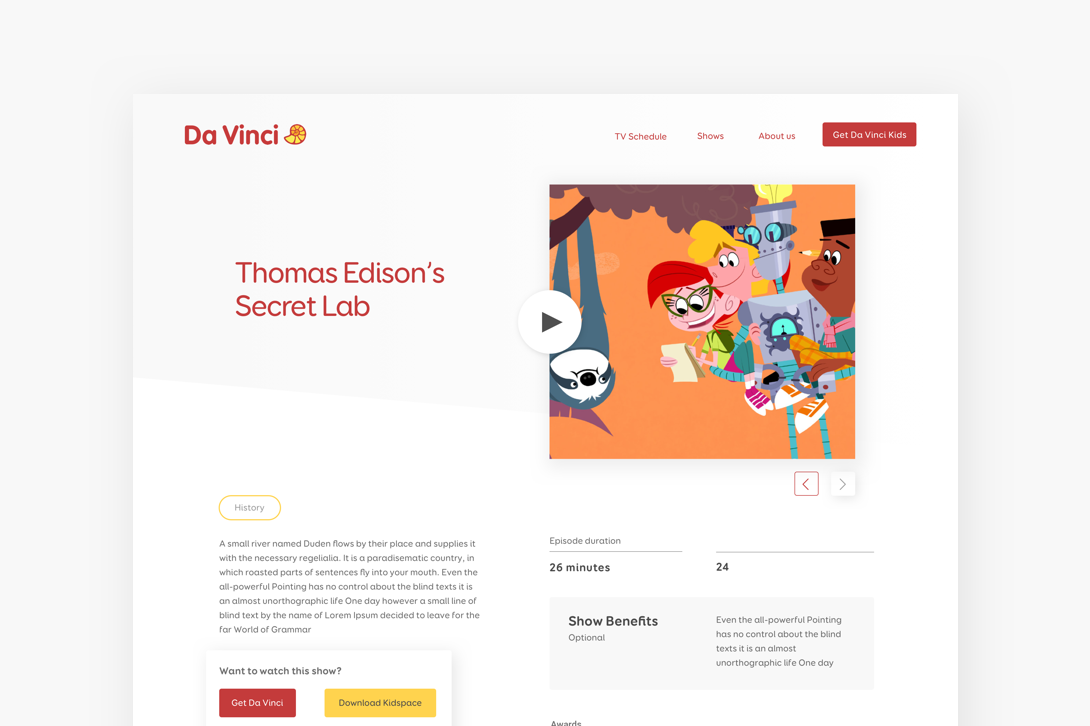 Da Vinci
TV Schedule
Shows
About us
Get Da Vinci Kids
Thomas Edison's
Secret Lab
History
A small river named Duden flows by their place and supplies it
with the necessary regelialia. It is a paradisematic country, in
which roasted parts of sentences fly into your mouth. Even the
all-powerful Pointing has no control about the blind texts it is
an almost unorthographic life One day however a small line of
blind text by the name of Lorem Ipsum decided to leave for the
far World of Grammar
Want to watch this show?
Get Da Vinci
Download Kidspace
Episode duration
26 minutes
24
Show Benefits
Optional
Even the all-powerful Pointing
has no control about the blind
texts it is an almost
unorthographic life One day
Awards